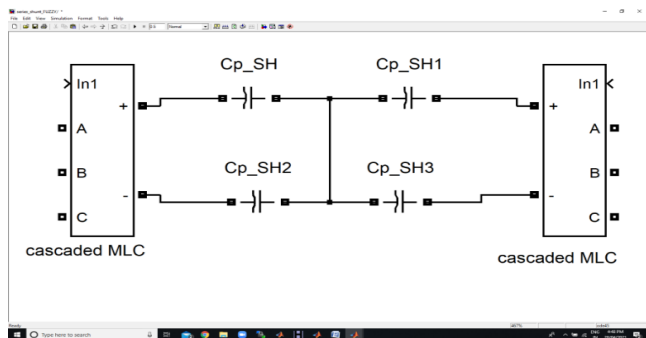 File Edit View Simulation Format Tools Help
Normal
Cp_SH
Cp_SH1
In1
In1
+
+
A
A
Cp_SH2
Cp_SH3
B
B
-
-
C
C
cascaded MLC
cascaded MLC
Ready
Type here to search